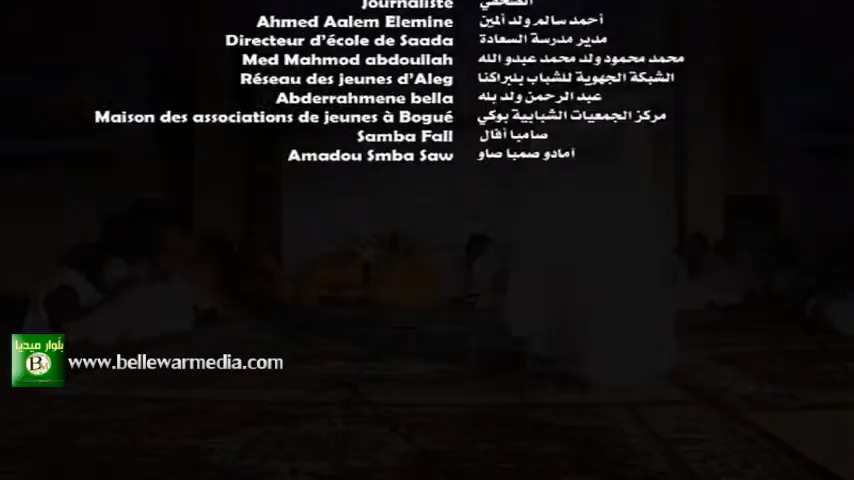 Journaliste الصحفي
Ahmed Aalem Elemine أحمد سالم ولد ألمين
Directeur d'école de Saada مدير مدرسة السعادة
Med Mahmod abdoullah محمد محمود ولد محمد عبدو الله
Réseau des jeunes d'Aleg الشبكة الجهوية للشباب بلبراكنا
Abderrahmene bella عبد الرحمن ولد بله
Maison des associations de jeunes à Bogué مركز الجمعيات الشبابية بوكي
Samba Fall صامبا أفال
Amadou Smba Saw آمادو صمبا صاو
بلوار ميديا
B
www.bellewarmedia.com